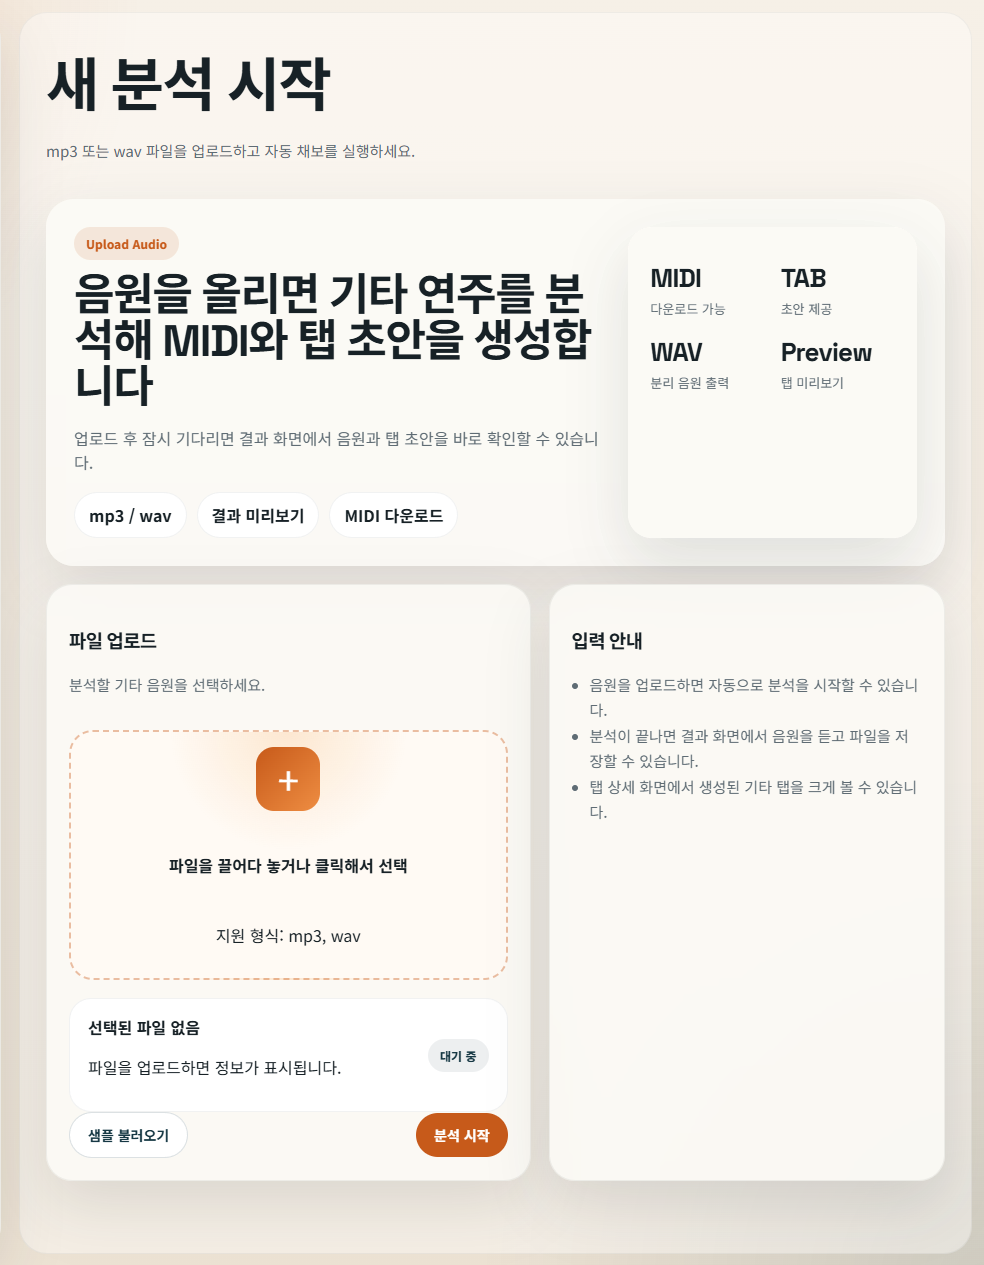 새 분석 시작
mp3 또는 wav 파일을 업로드하고 자동 채보를 실행하세요.
Upload Audio
음원을 올리면 기타 연주를 분
석해 MIDI와 탭 초안을 생성합
니다
업로드 후 잠시 기다리면 결과 화면에서 음원과 탭 초안을 바로 확인할 수 있습니
다.
mp3 / wav
결과 미리보기
MIDI 다운로드
MIDI
다운로드 가능
TAB
초안 제공
WAV
분리 음원 출력
Preview
탭 미리보기
파일 업로드
분석할 기타 음원을 선택하세요.
+
파일을 끌어다 놓거나 클릭해서 선택
지원 형식: mp3, wav
선택된 파일 없음
파일을 업로드하면 정보가 표시됩니다.
대기 중
샘플 불러오기
분석 시작
입력 안내
음원을 업로드하면 자동으로 분석을 시작할 수 있습니
다.
분석이 끝나면 결과 화면에서 음원을 듣고 파일을 저
장할 수 있습니다.
탭 상세 화면에서 생성된 기타 탭을 크게 볼 수 있습니
다.